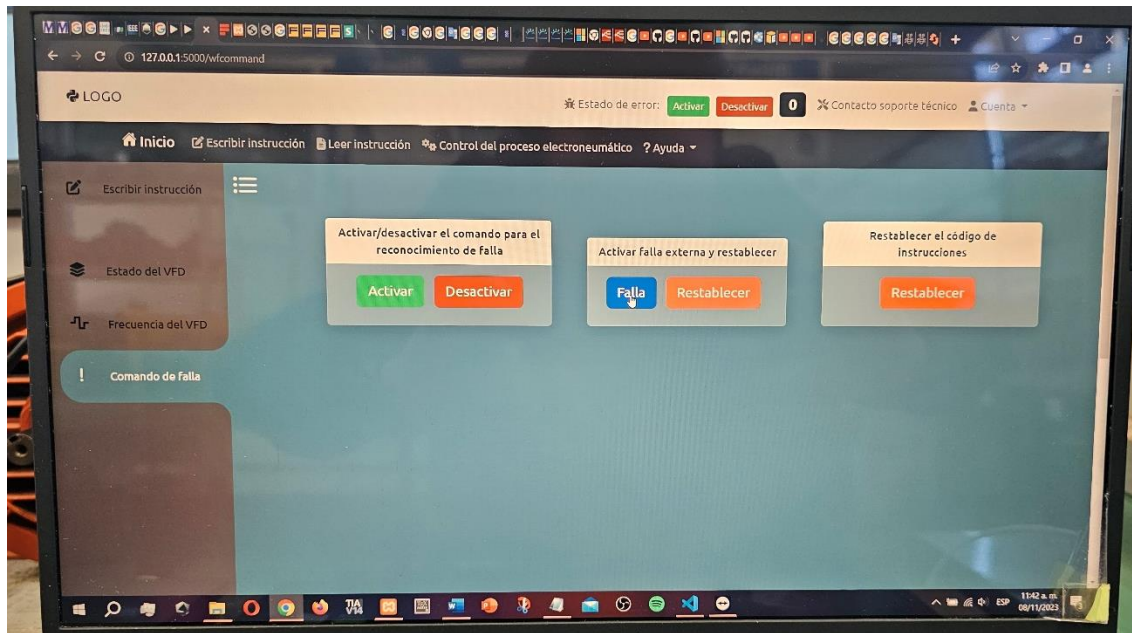 127.0.0.1:5000/wfcommand
LOGO
Estado de error: Activar Desactivar 0 Contacto soporte técnico Cuenta
Inicio Escribir instrucción Leer instrucción Control del proceso electroneumático ? Ayuda
Escribir instrucción
Estado del VFD
Frecuencia del VFD
! Comando de falla
Activar/desactivar el comando para el
reconocimiento de falla
Activar Desactivar
Activar falla externa y restablecer
Falla Restablecer
Restablecer el código de
instrucciones
Restablecer
TIA
V14
ESP
11:42 a. m.
08/11/2023